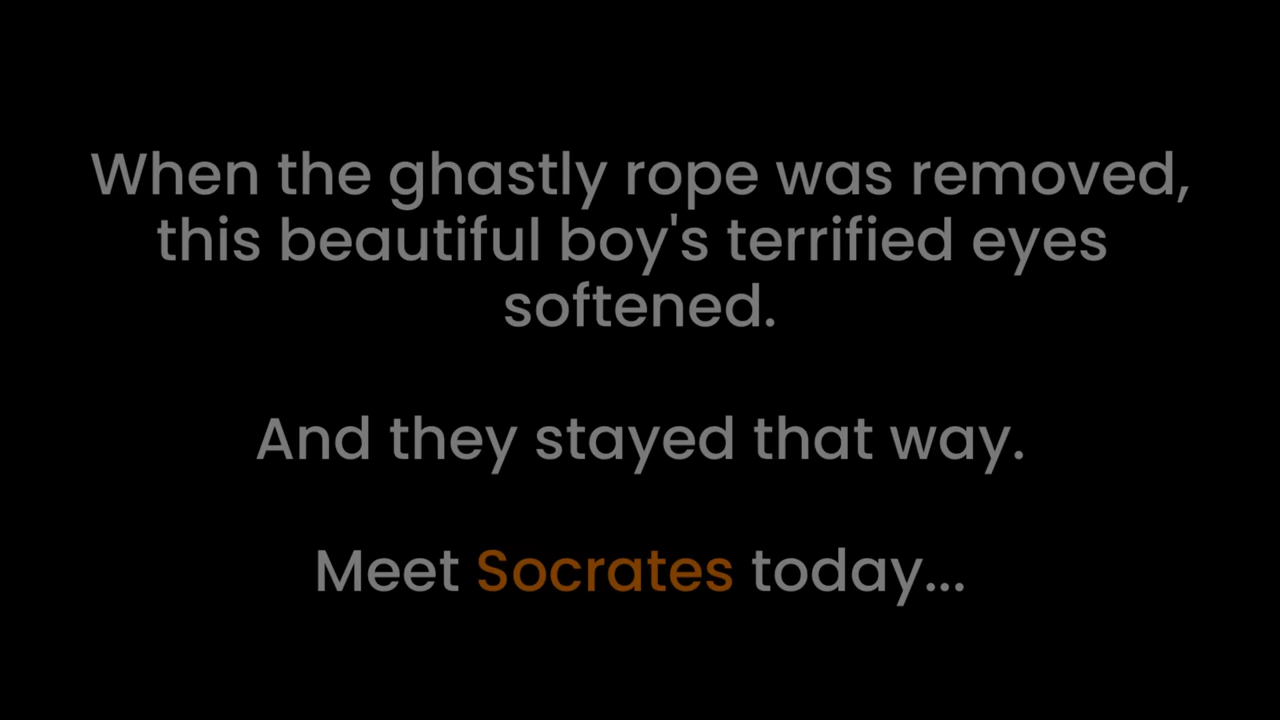 When the ghastly rope was removed,
this beautiful boy's terrified eyes
softened.
And they stayed that way.
Meet Socrates today...